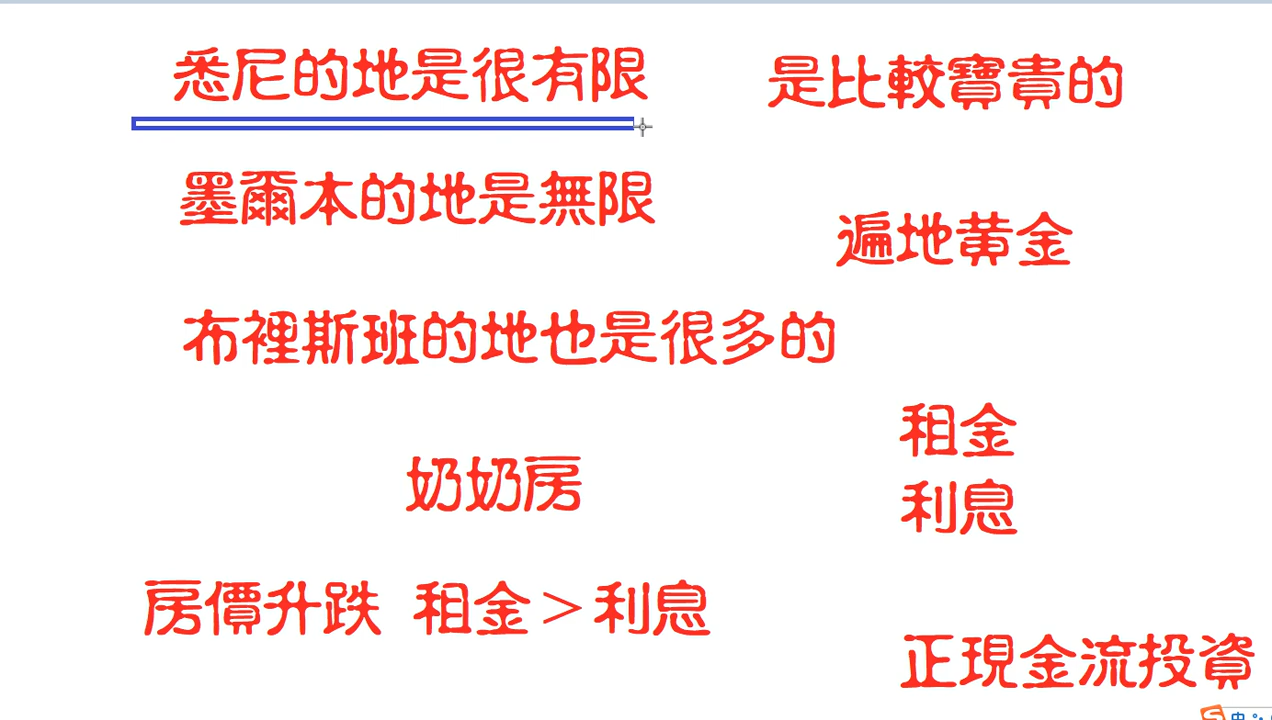 悉尼的地是很有限
是比較寶貴的
墨爾本的地是無限
遍地黄金
布裡斯班的地也是很多的
租金
奶奶房
利息
房價升跌 租金＞利息
正現金流投資